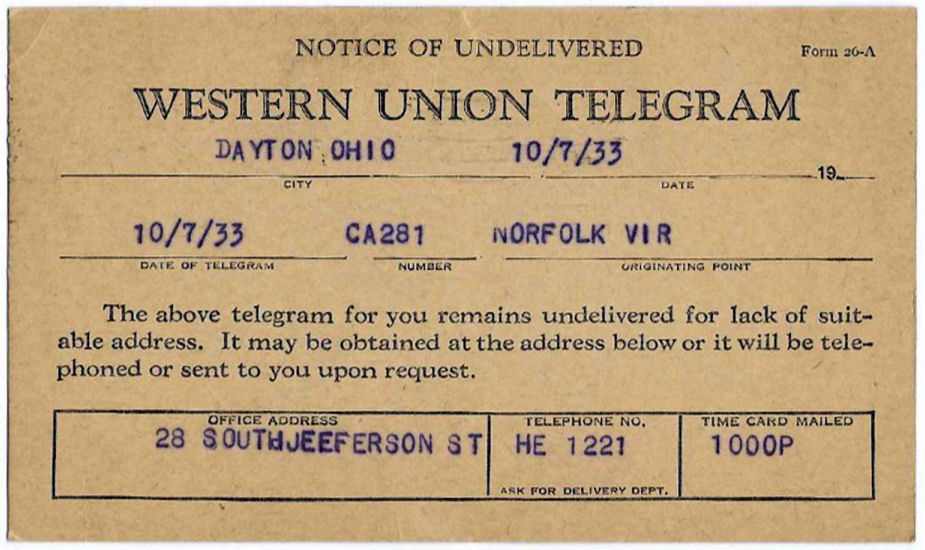 NOTICE OF UNDELIVERED Form 26-A
WESTERN UNION TELEGRAM
DAYTON, OHIO 10/7/33 19
CITY DATE
10/7/33 CA281 NORFOLK VIR
DATE OF TELEGRAM NUMBER ORIGINATING POINT
The above telegram for you remains undelivered for lack of suit-
able address. It may be obtained at the address below or it will be tele-
phoned or sent to you upon request.
OFFICE ADDRESS TELEPHONE NO. TIME CARD MAILED
28 SOUTHJEEFERSON ST HE 1221 1000P
ASK FOR DELIVERY DEPT.